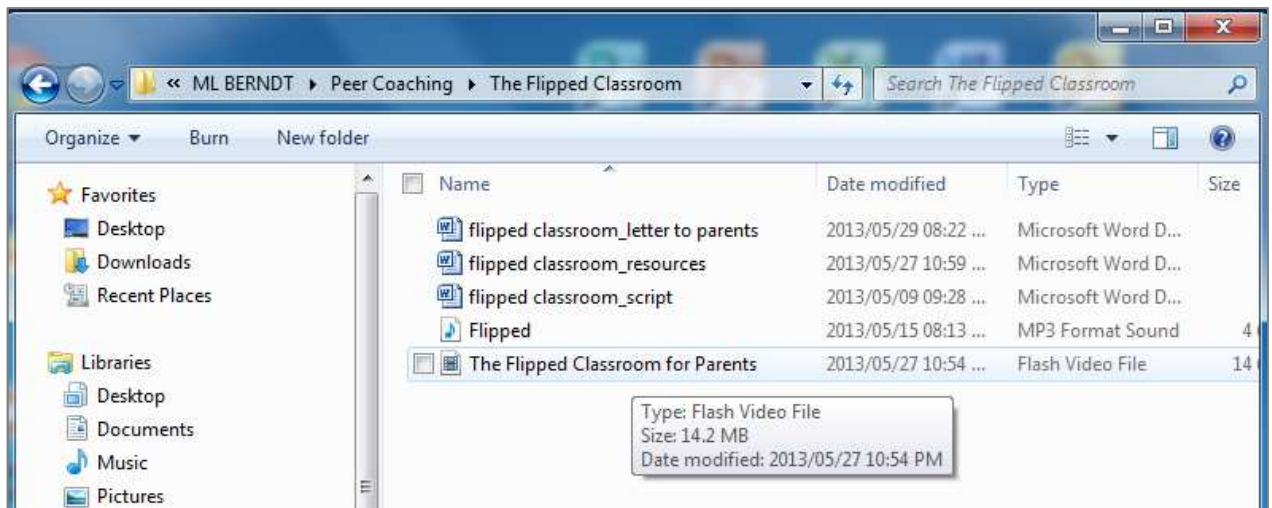 « ML BERNDT ▸ Peer Coaching ▸ The Flipped Classroom Search The Flipped Classroom
Organize ▾ Burn New folder
Favorites
Desktop
Downloads
Recent Places
Libraries
Desktop
Documents
Music
Pictures
Name Date modified Type Size
flipped classroom_letter to parents 2013/05/29 08:22 ... Microsoft Word D...
flipped classroom_resources 2013/05/27 10:59 ... Microsoft Word D...
flipped classroom_script 2013/05/09 09:28 ... Microsoft Word D...
Flipped 2013/05/15 08:13 ... MP3 Format Sound 4
The Flipped Classroom for Parents 2013/05/27 10:54 ... Flash Video File 14
Type: Flash Video File
Size: 14.2 MB
Date modified: 2013/05/27 10:54 PM